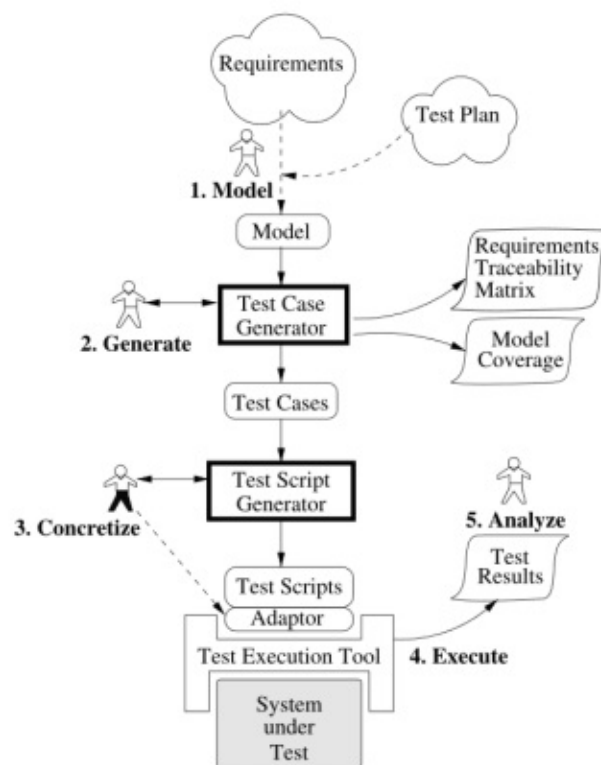 Requirements
Test Plan
1. Model
Model
Requirements
Traceability
Matrix
Test Case
Generator
2. Generate
Model
Coverage
Test Cases
Test Script
Generator
3. Concretize
5. Analyze
Test
Results
Test Scripts
Adaptor
Test Execution Tool
4. Execute
System
under
Test